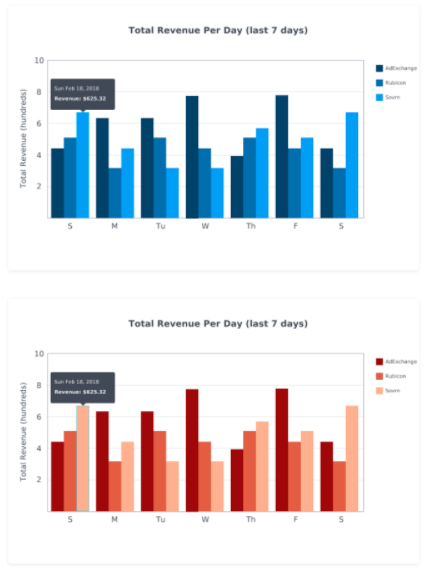 Total Revenue Per Day (last 7 days)
10
8
6
4
2
Total Revenue (hundreds)
Sun Feb 18, 2018
Revenue: $625.32
AdExchange
Rubicon
Sovrn
S M Tu W Th F S
Total Revenue Per Day (last 7 days)
10
8
6
4
2
Total Revenue (hundreds)
Sun Feb 18, 2018
Revenue: $625.32
AdExchange
Rubicon
Sovrn
S M Tu W Th F S